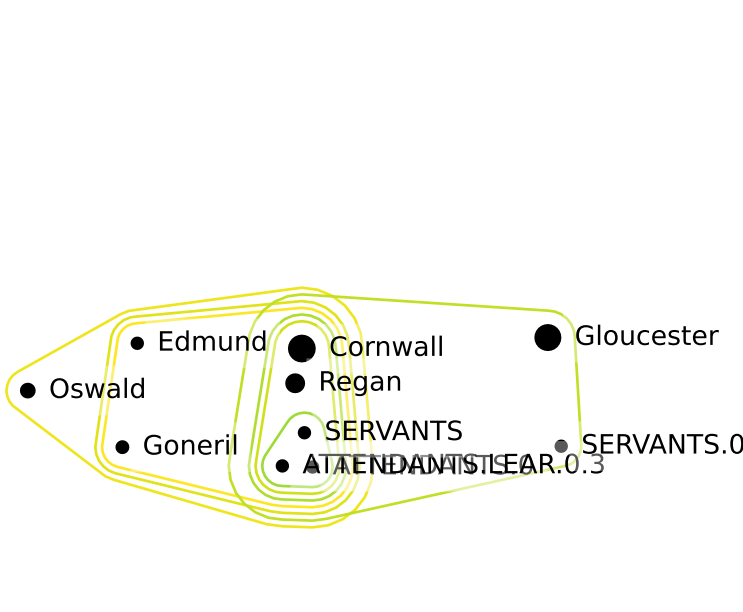 Edmund
Cornwall
Gloucester
Regan
Oswald
SERVANTS
Goneril
SERVANTS.0